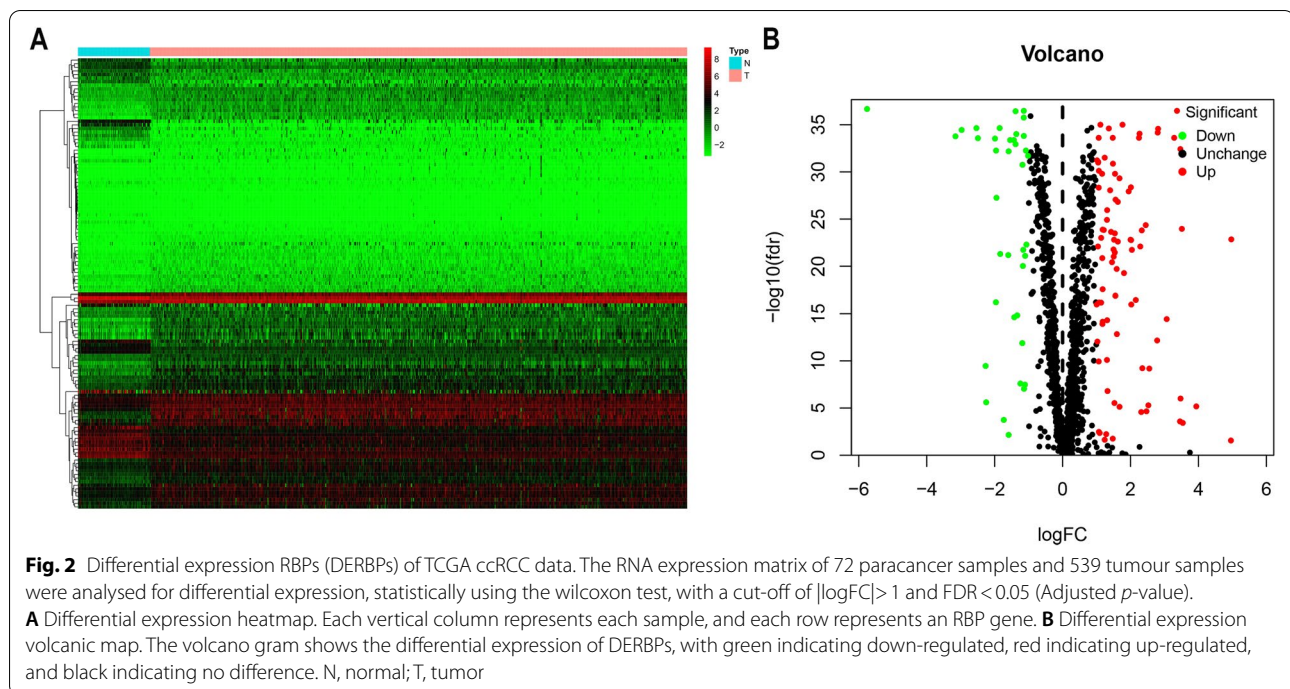 A
Type
N
T
8
6
4
2
0
−2
B
Volcano
Significant
Down
Unchange
Up
−log10(fdr)
35
30
25
20
15
10
5
0
−6
−4
−2
0
2
4
6
logFC
Fig. 2 Differential expression RBPs (DERBPs) of TCGA ccRCC data. The RNA expression matrix of 72 paracancer samples and 539 tumour samples
were analysed for differential expression, statistically using the wilcoxon test, with a cut-off of |logFC|> 1 and FDR < 0.05 (Adjusted p-value).
A Differential expression heatmap. Each vertical column represents each sample, and each row represents an RBP gene. B Differential expression
volcanic map. The volcano gram shows the differential expression of DERBPs, with green indicating down-regulated, red indicating up-regulated,
and black indicating no difference. N, normal; T, tumor